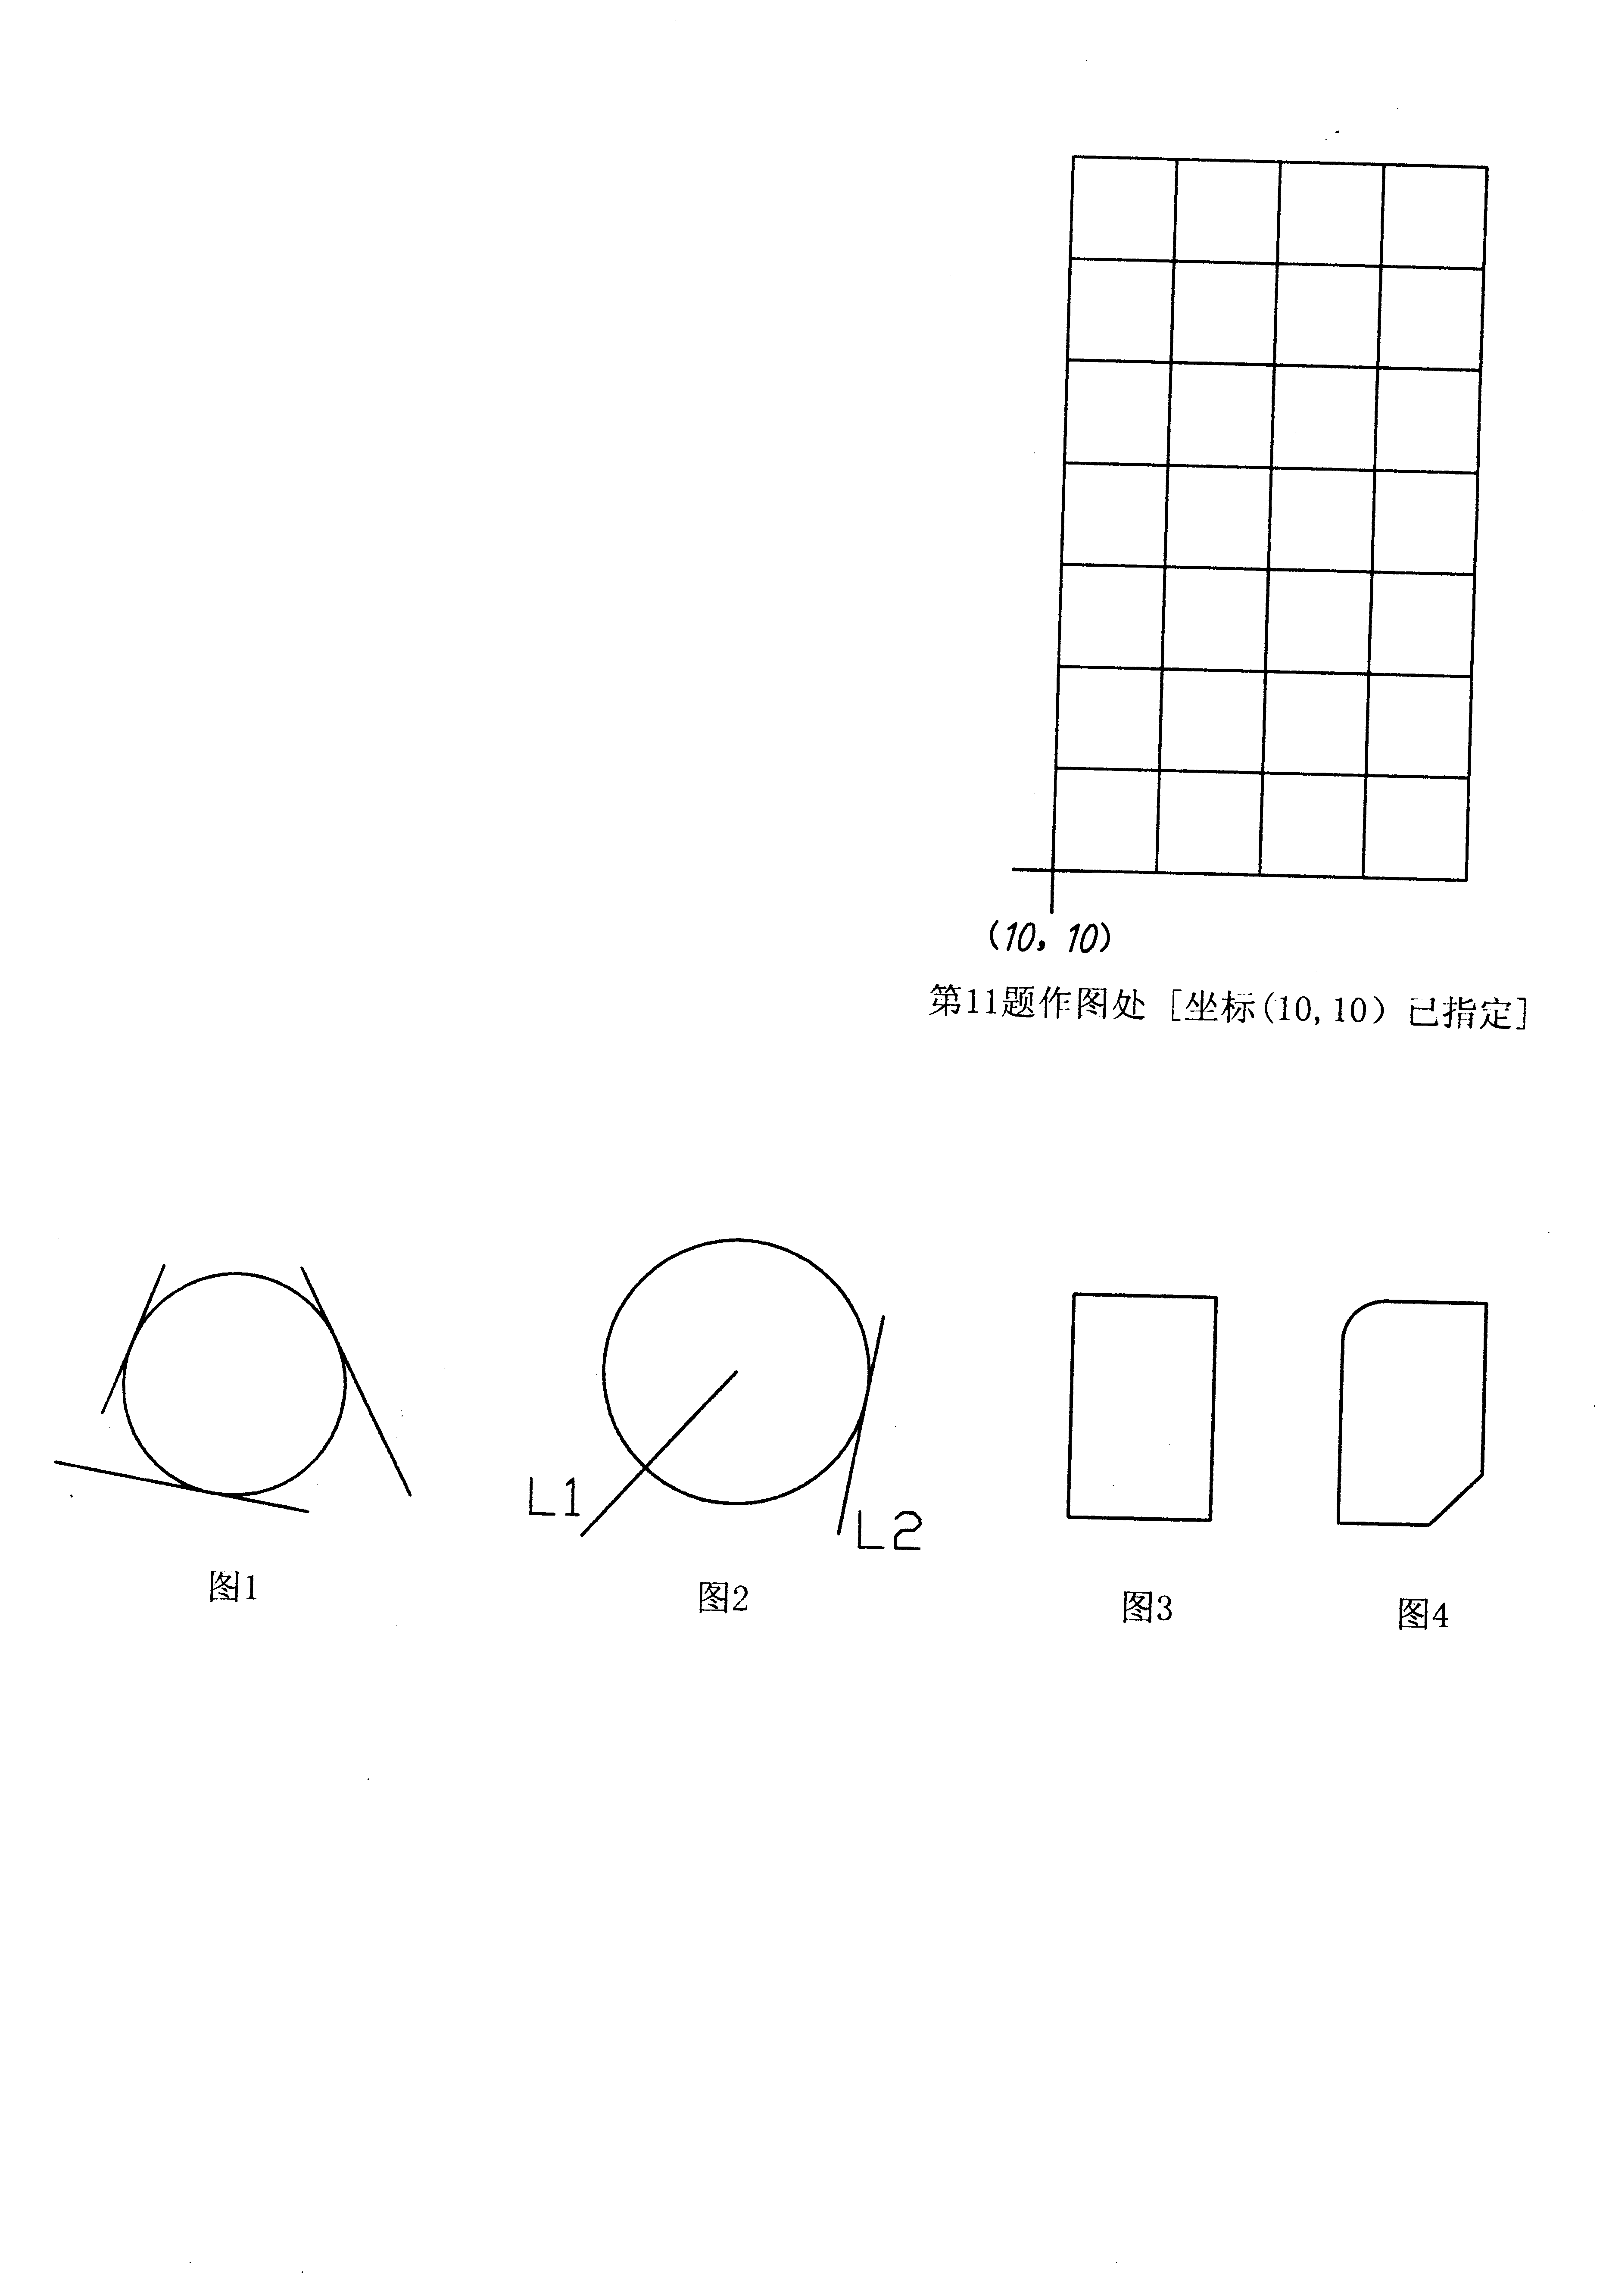 (10, 10)
第11题作图处 [坐标(10,10) 已指定]
L1
L2
图1
图2
图3
图4